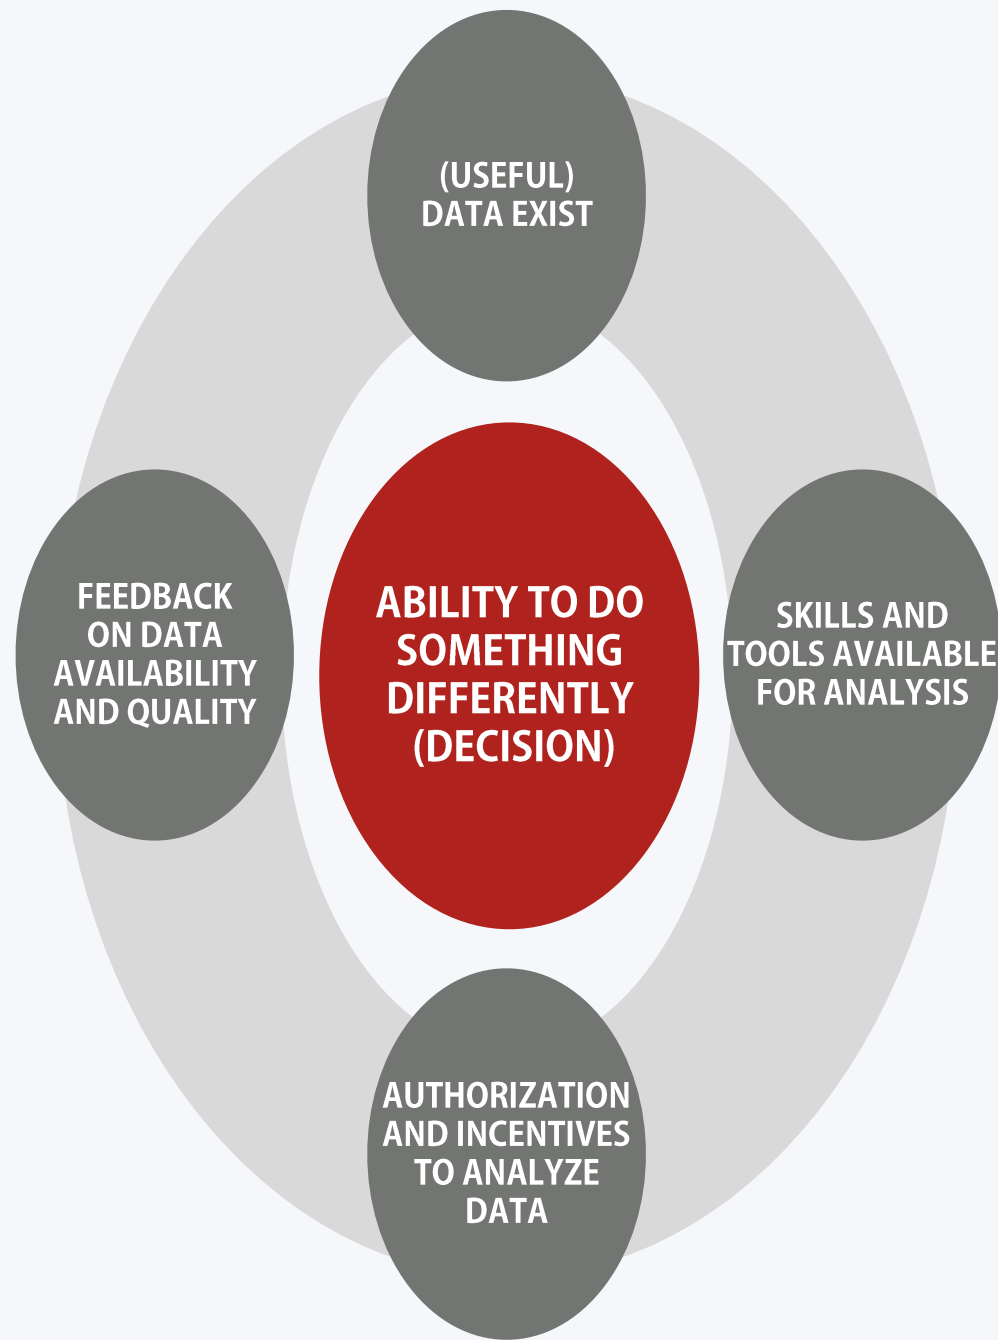 (USEFUL)
DATA EXIST
FEEDBACK
ON DATA
AVAILABILITY
AND QUALITY
ABILITY TO DO
SOMETHING
DIFFERENTLY
(DECISION)
SKILLS AND
TOOLS AVAILABLE
FOR ANALYSIS
AUTHORIZATION
AND INCENTIVES
TO ANALYZE
DATA